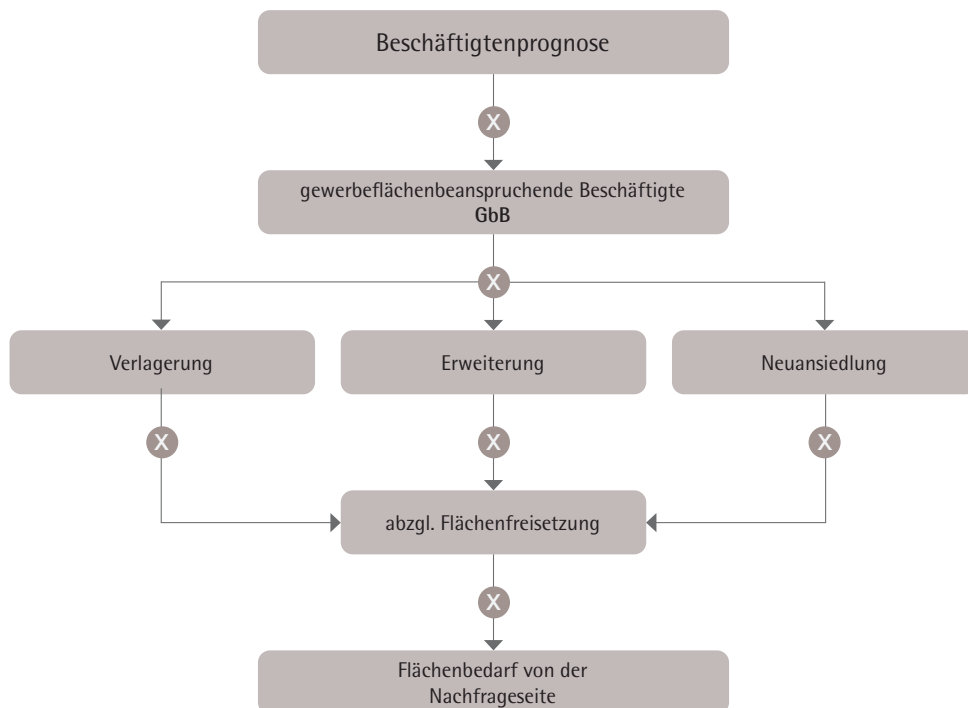 Beschäftigtenprognose
X
gewerbeflächenbeanspruchende Beschäftigte
GbB
X
Verlagerung
Erweiterung
Neuansiedlung
X
X
X
abzgl. Flächenfreisetzung
X
Flächenbedarf von der
Nachfrageseite